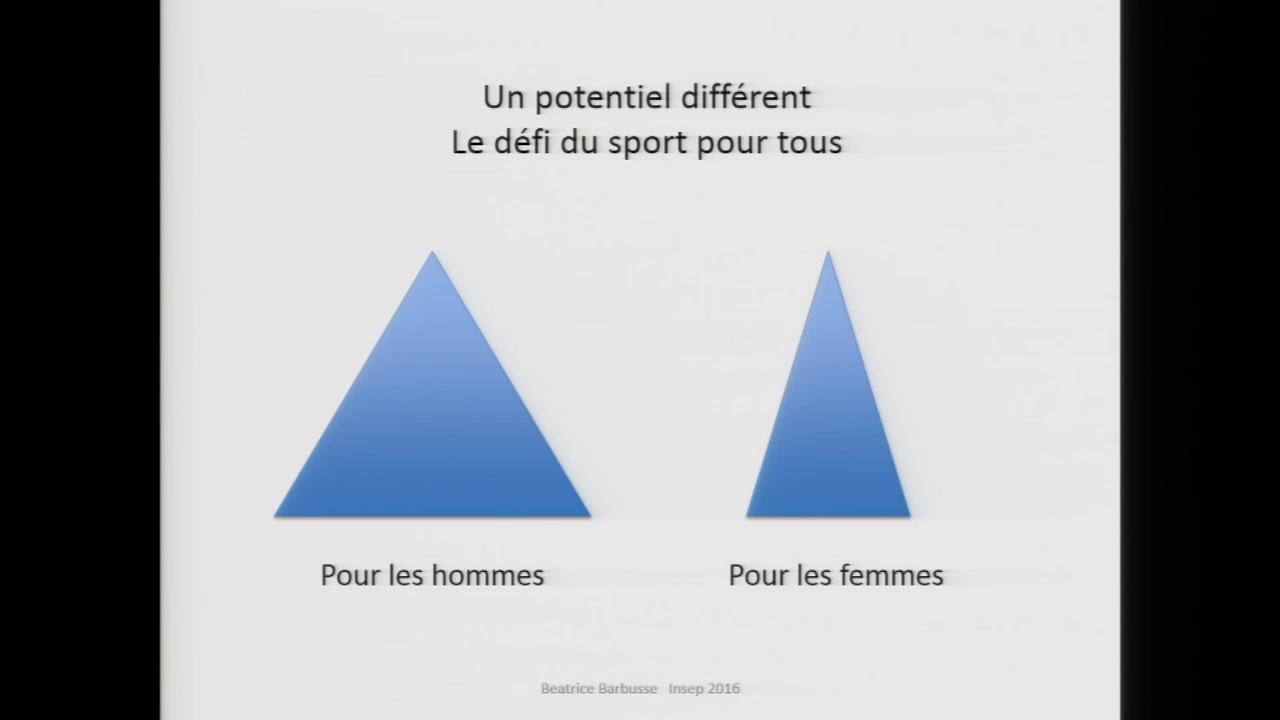 Un potentiel différent
Le défi du sport pour tous
Pour les hommes
Pour les femmes
Beatrice Barbusse Insep 2016